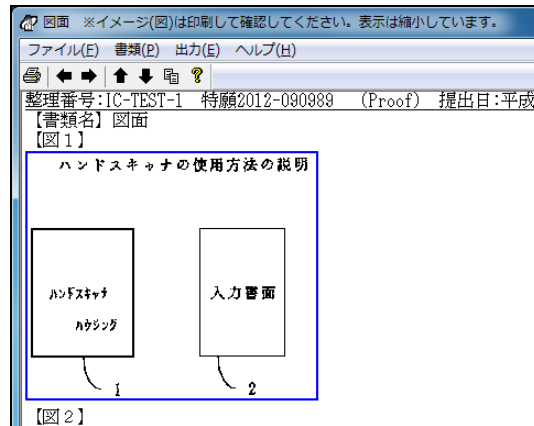 図面 ※イメージ(図)は印刷して確認してください。表示は縮小しています。
ファイル(F) 書類(P) 出力(E) ヘルプ(H)
整理番号:IC-TEST-1 特願2012-090989 (Proof) 提出日:平成
【書類名】図面
【図1】
ハンドスキャナの使用方法の説明
ハンドスキャナ
ハウジング
入力書面
1
2
【図2】